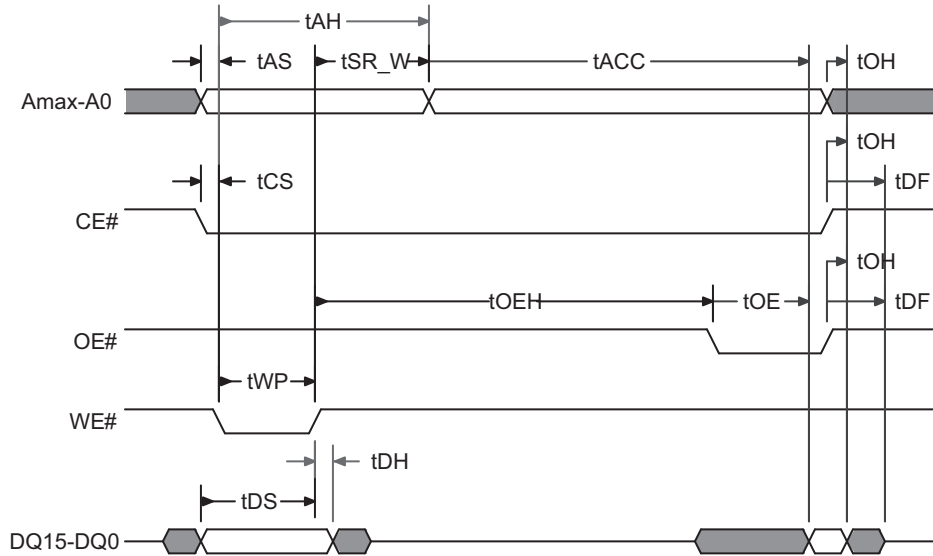 tAH
tAS
tSR_W
tACC
tOH
Amax-A0
tOH
tCS
tDF
CE#
tOH
tOEH
tOE
tDF
OE#
tWP
WE#
tDH
tDS
DQ15-DQ0